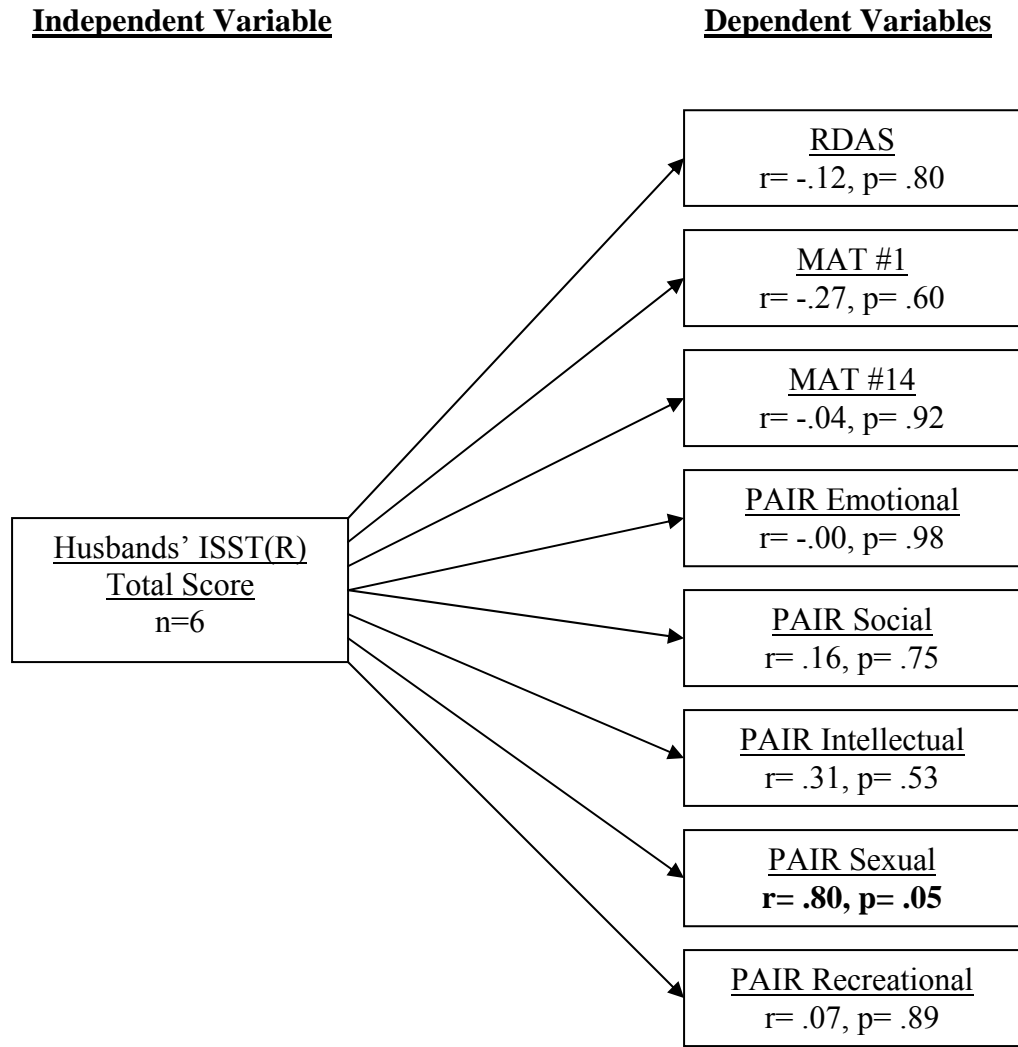 Independent Variable
Dependent Variables
RDAS
r= -.12, p= .80
MAT #1
r= -.27, p= .60
MAT #14
r= -.04, p= .92
PAIR Emotional
r= -.00, p= .98
Husbands’ ISST(R)
Total Score
n=6
PAIR Social
r= .16, p= .75
PAIR Intellectual
r= .31, p= .53
PAIR Sexual
r= .80, p= .05
PAIR Recreational
r= .07, p= .89